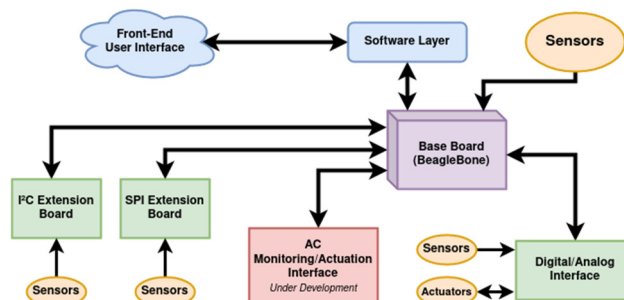 Front-End
User Interface
Software Layer
Sensors
Base Board
(BeagleBone)
I²C Extension
Board
SPI Extension
Board
AC
Monitoring/Actuation
Interface
Under Development
Sensors
Digital/Analog
Interface
Sensors
Sensors
Actuators